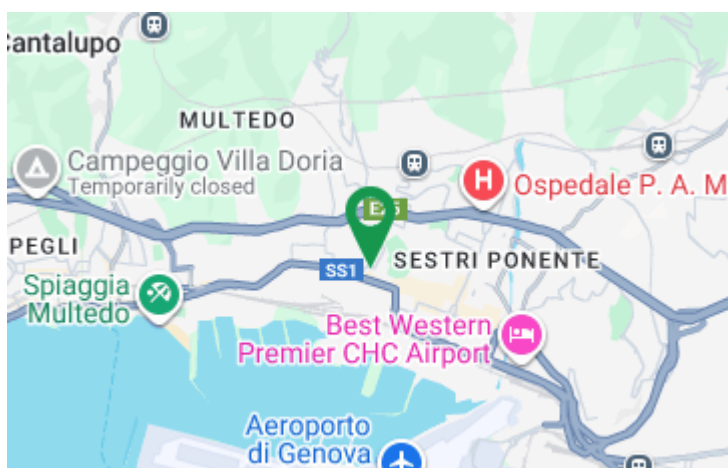 Cantalupo
MULTEDO
Campeggio Villa Doria
Temporarily closed
H
Ospedale P. A. M
PEGLI
SS1
SESTRI PONENTE
Spiaggia
Multedo
Best Western
Premier CHC Airport
Aeroporto
di Genova